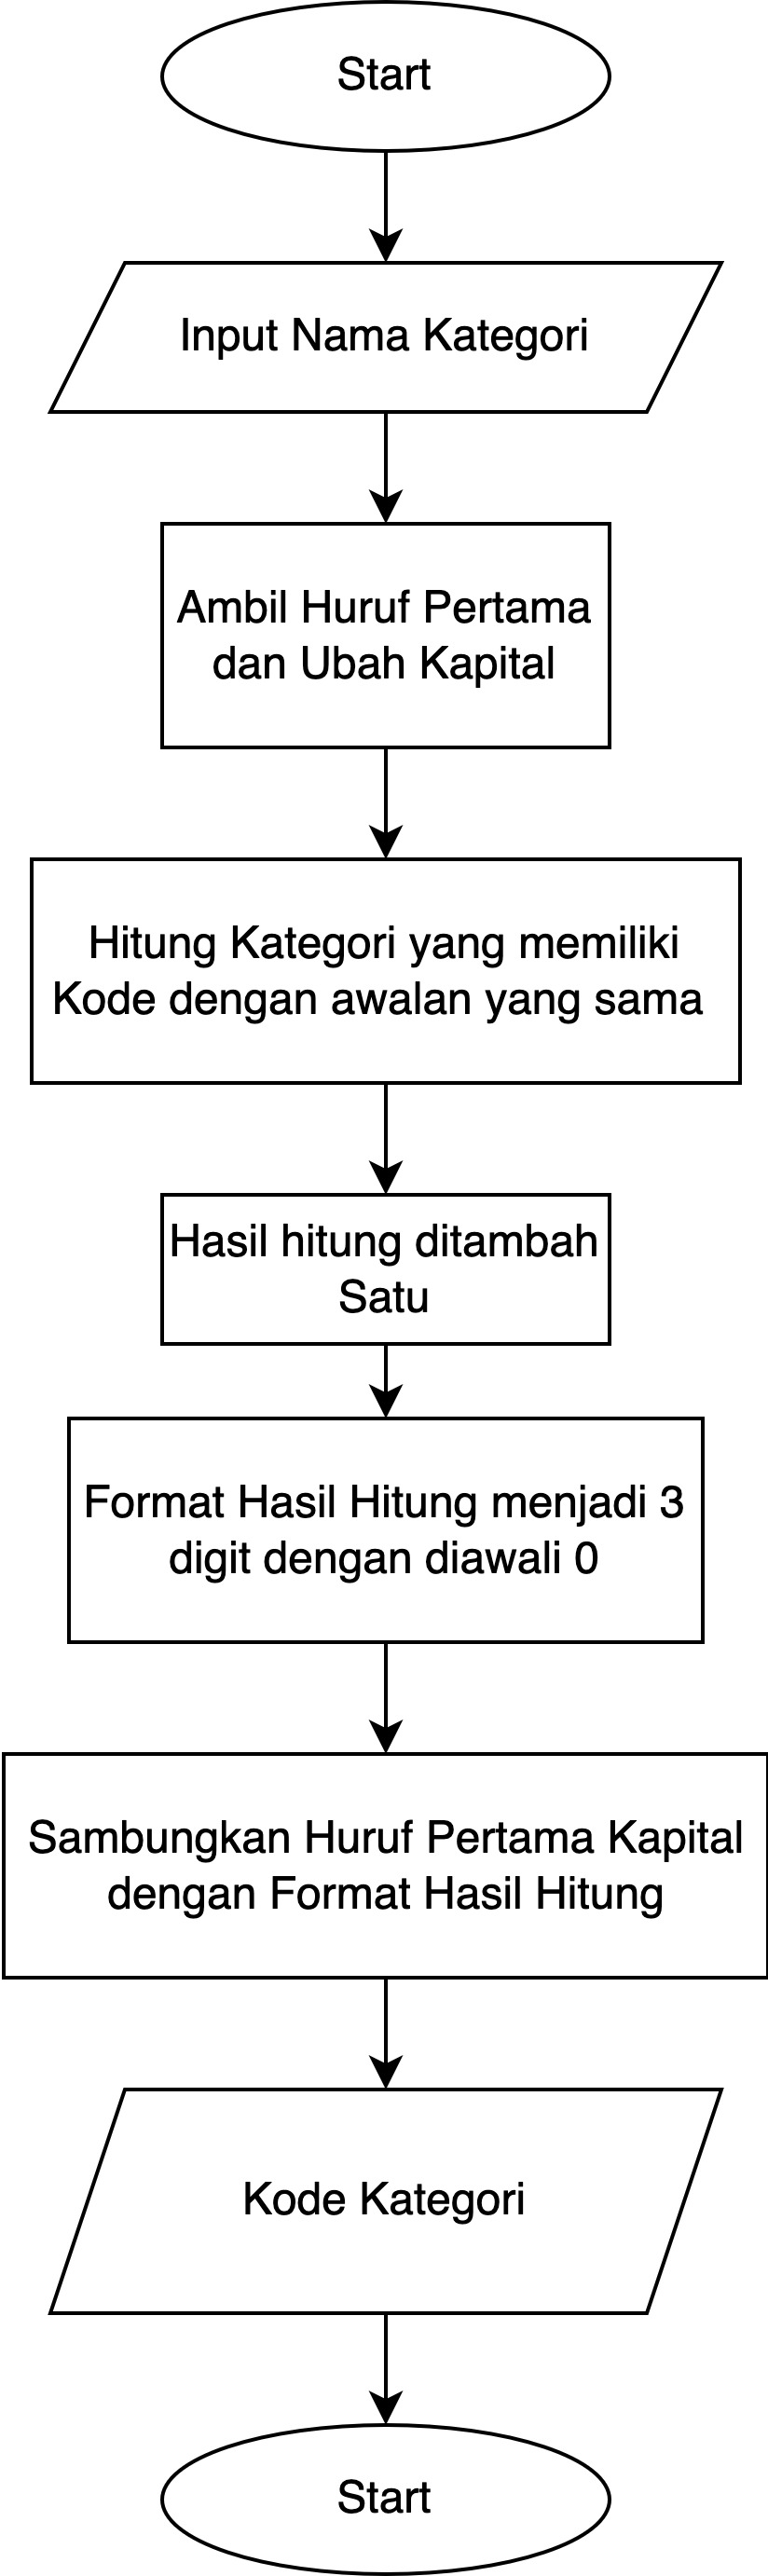 Start
Input Nama Kategori
Ambil Huruf Pertama
dan Ubah Kapital
Hitung Kategori yang memiliki
Kode dengan awalan yang sama
Hasil hitung ditambah
Satu
Format Hasil Hitung menjadi 3
digit dengan diawali 0
Sambungkan Huruf Pertama Kapital
dengan Format Hasil Hitung
Kode Kategori
Start